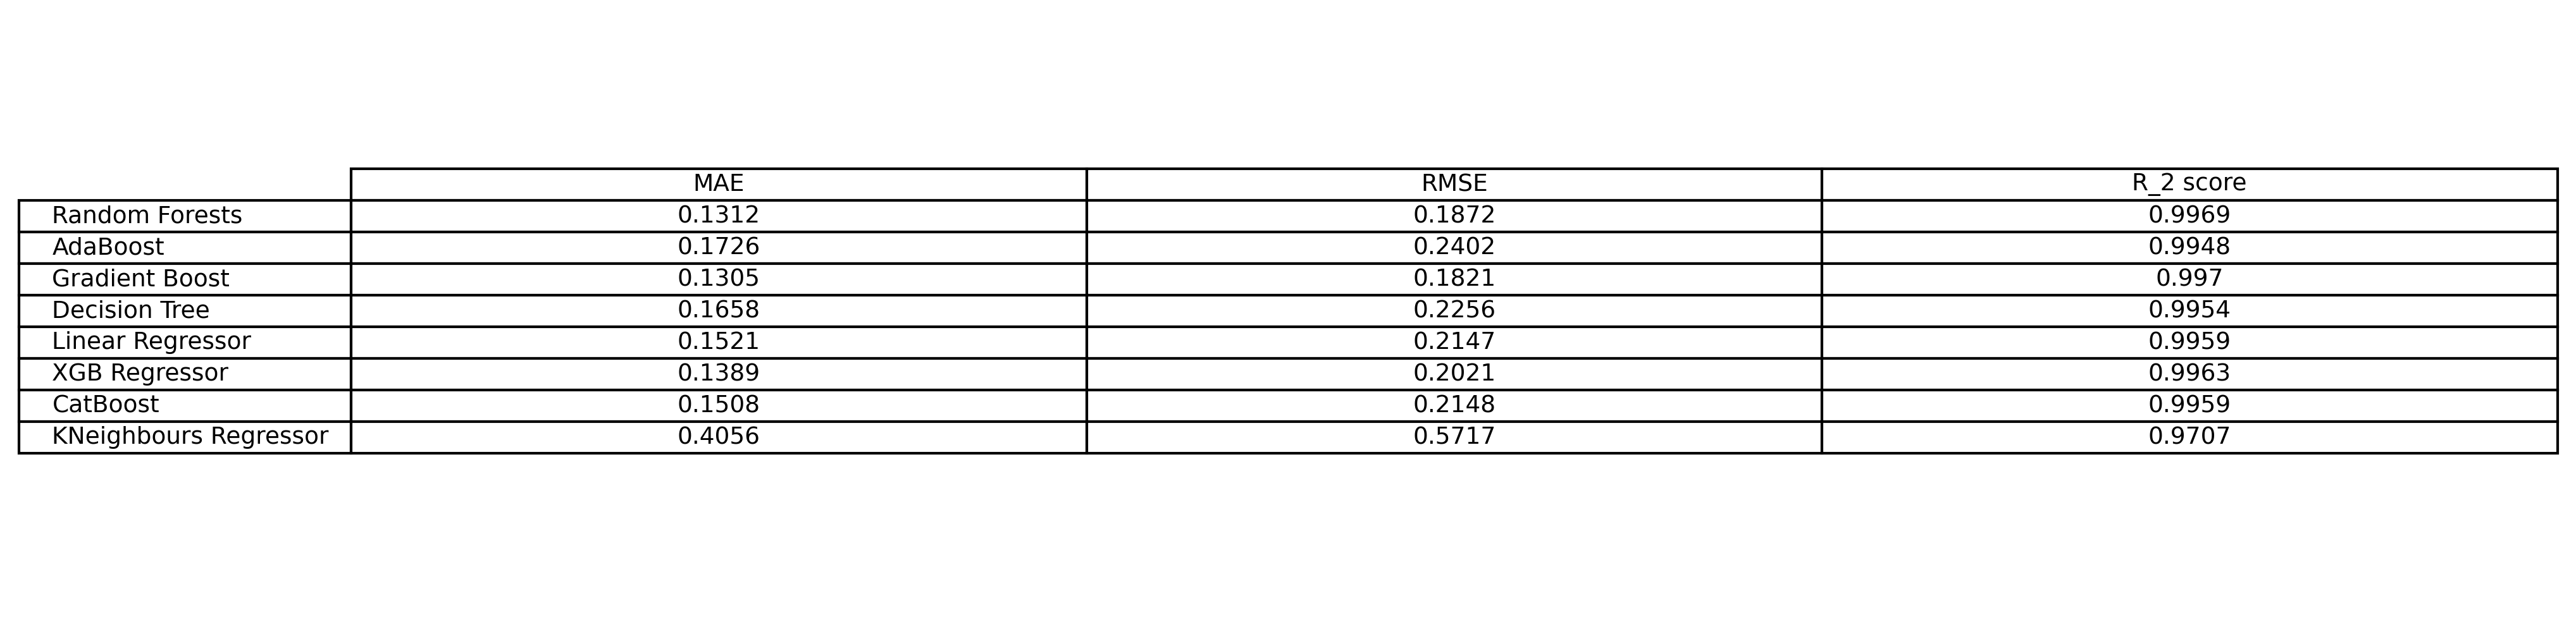 MAE RMSE R_2 score
Random Forests 0.1312 0.1872 0.9969
AdaBoost 0.1726 0.2402 0.9948
Gradient Boost 0.1305 0.1821 0.997
Decision Tree 0.1658 0.2256 0.9954
Linear Regressor 0.1521 0.2147 0.9959
XGB Regressor 0.1389 0.2021 0.9963
CatBoost 0.1508 0.2148 0.9959
KNeighbours Regressor 0.4056 0.5717 0.9707